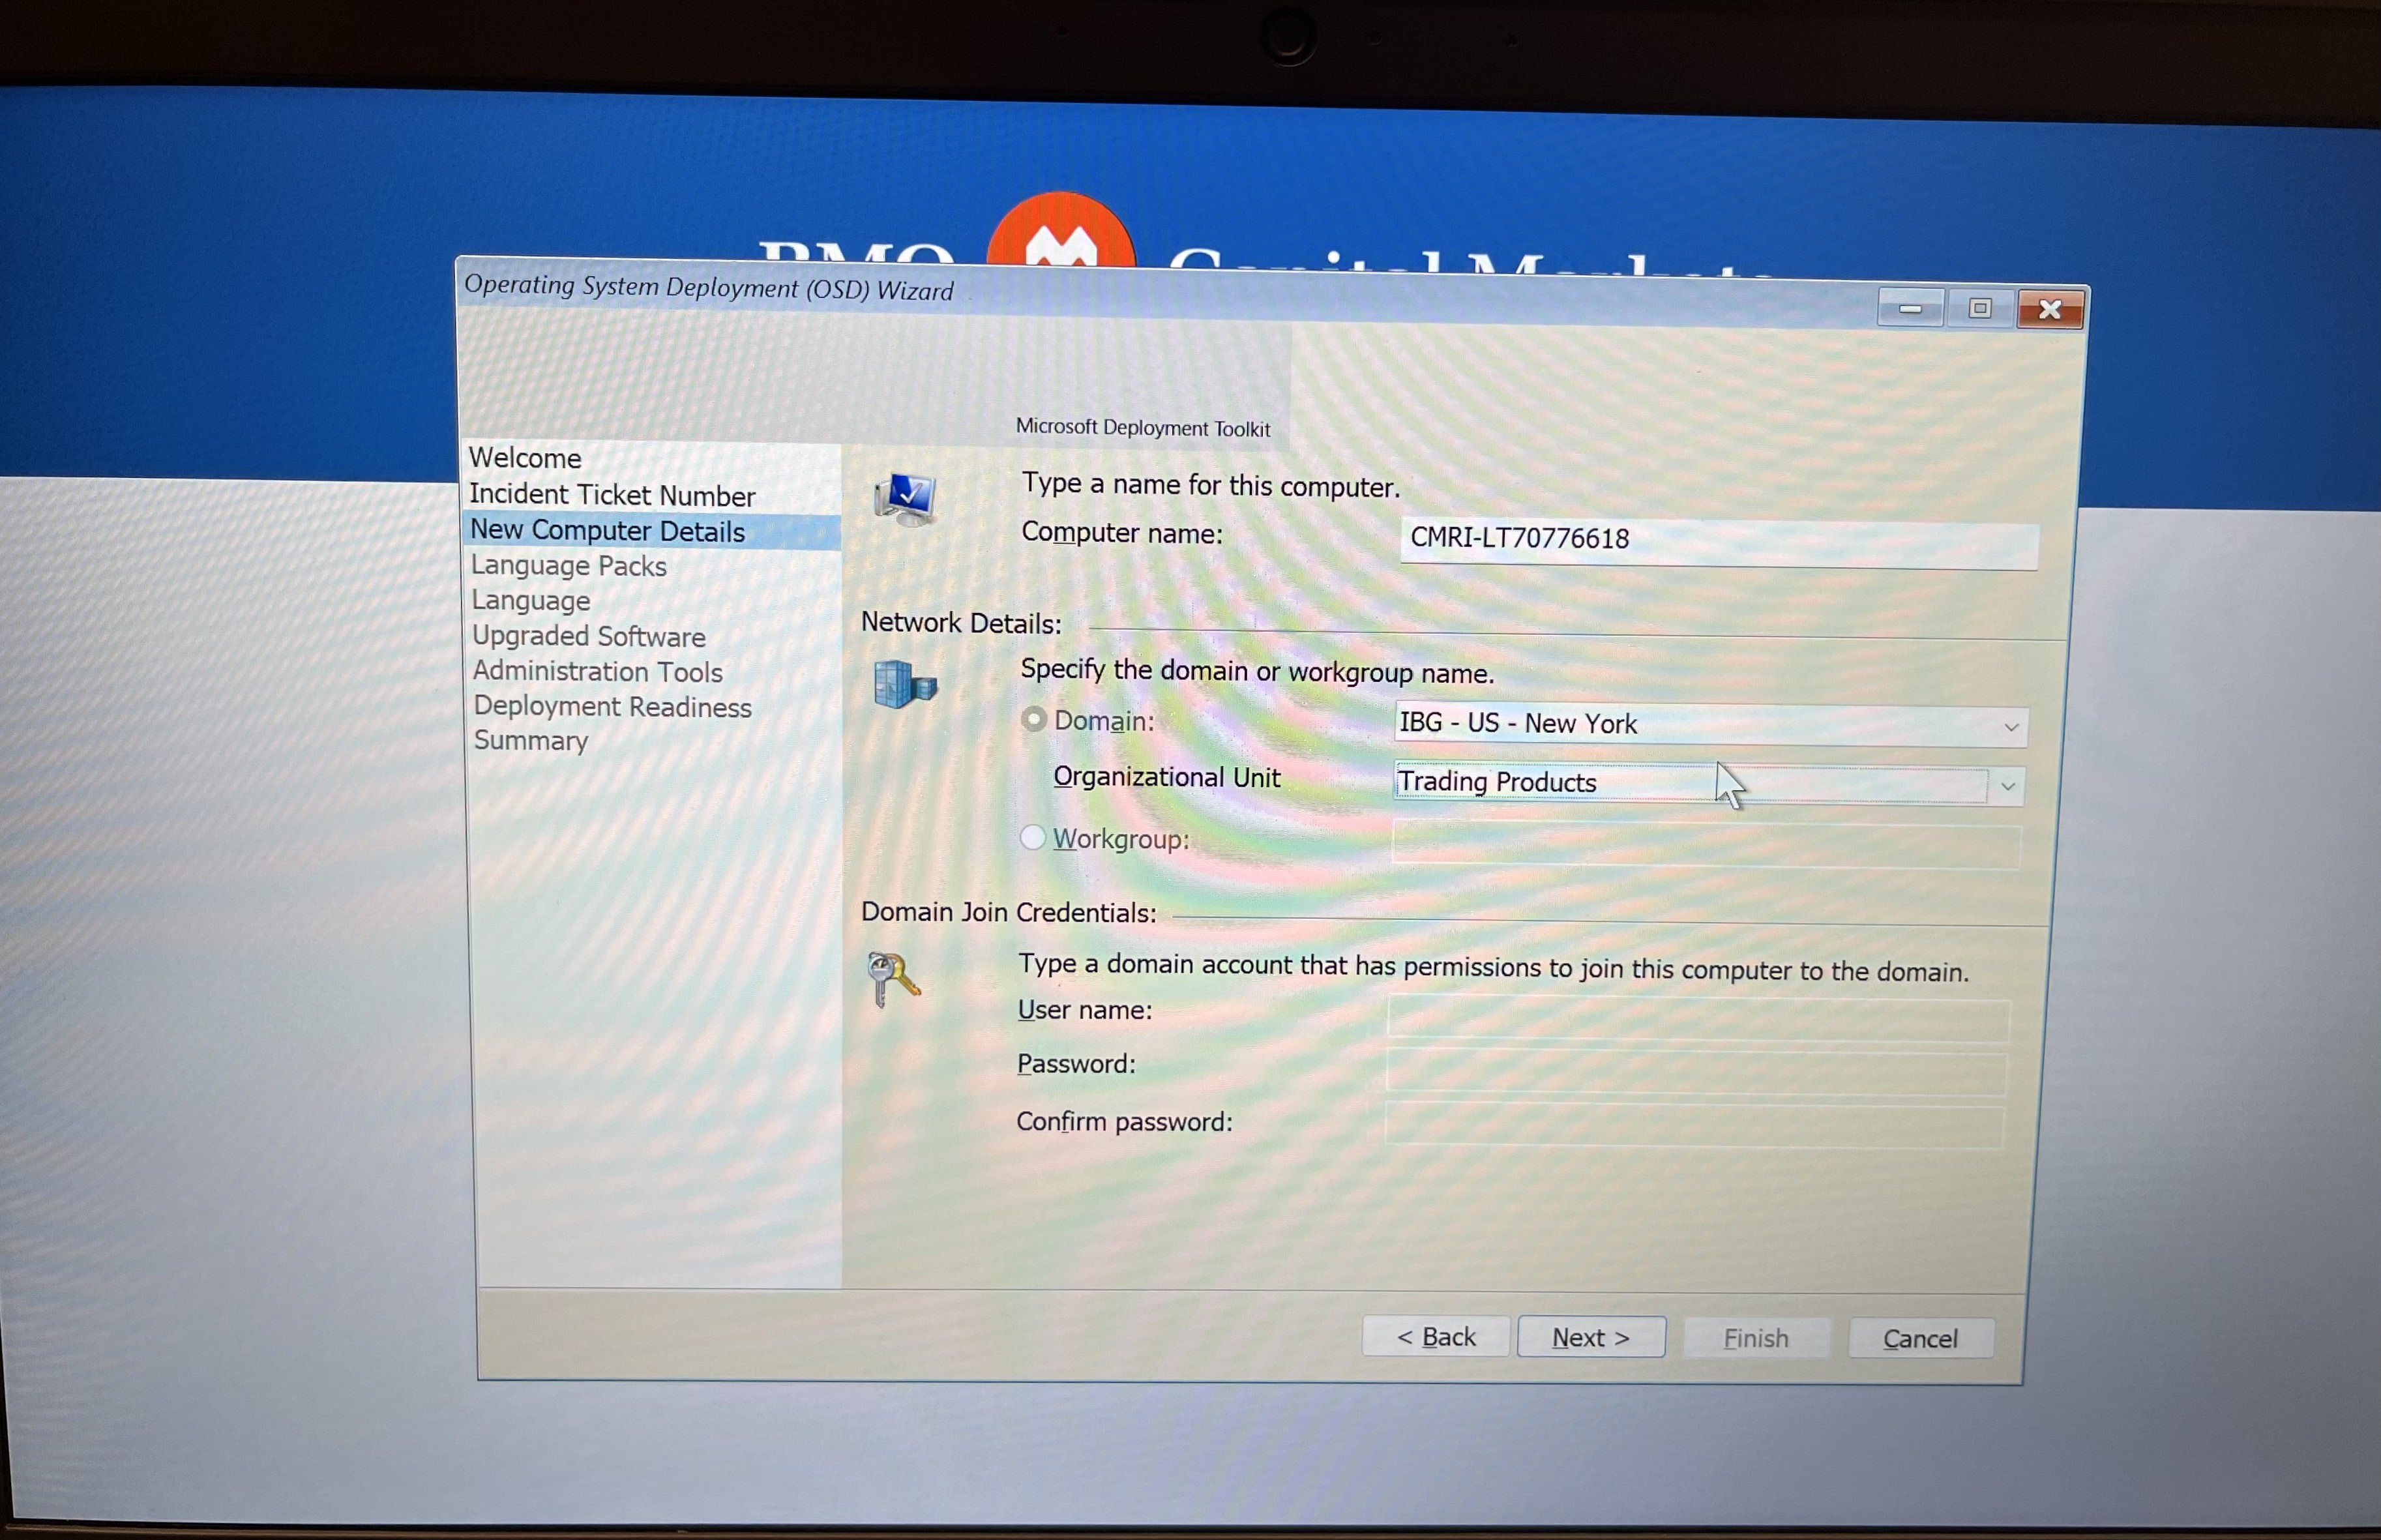 BMO Capital Markets
Operating System Deployment (OSD) Wizard
Microsoft Deployment Toolkit
Welcome
Incident Ticket Number
New Computer Details
Language Packs
Language
Upgraded Software
Administration Tools
Deployment Readiness
Summary
Type a name for this computer.
Computer name: CMRI-LT70776618
Network Details:
Specify the domain or workgroup name.
Domain: IBG - US - New York
Organizational Unit Trading Products
Workgroup:
Domain Join Credentials:
Type a domain account that has permissions to join this computer to the domain.
User name:
Password:
Confirm password:
< Back Next > Finish Cancel